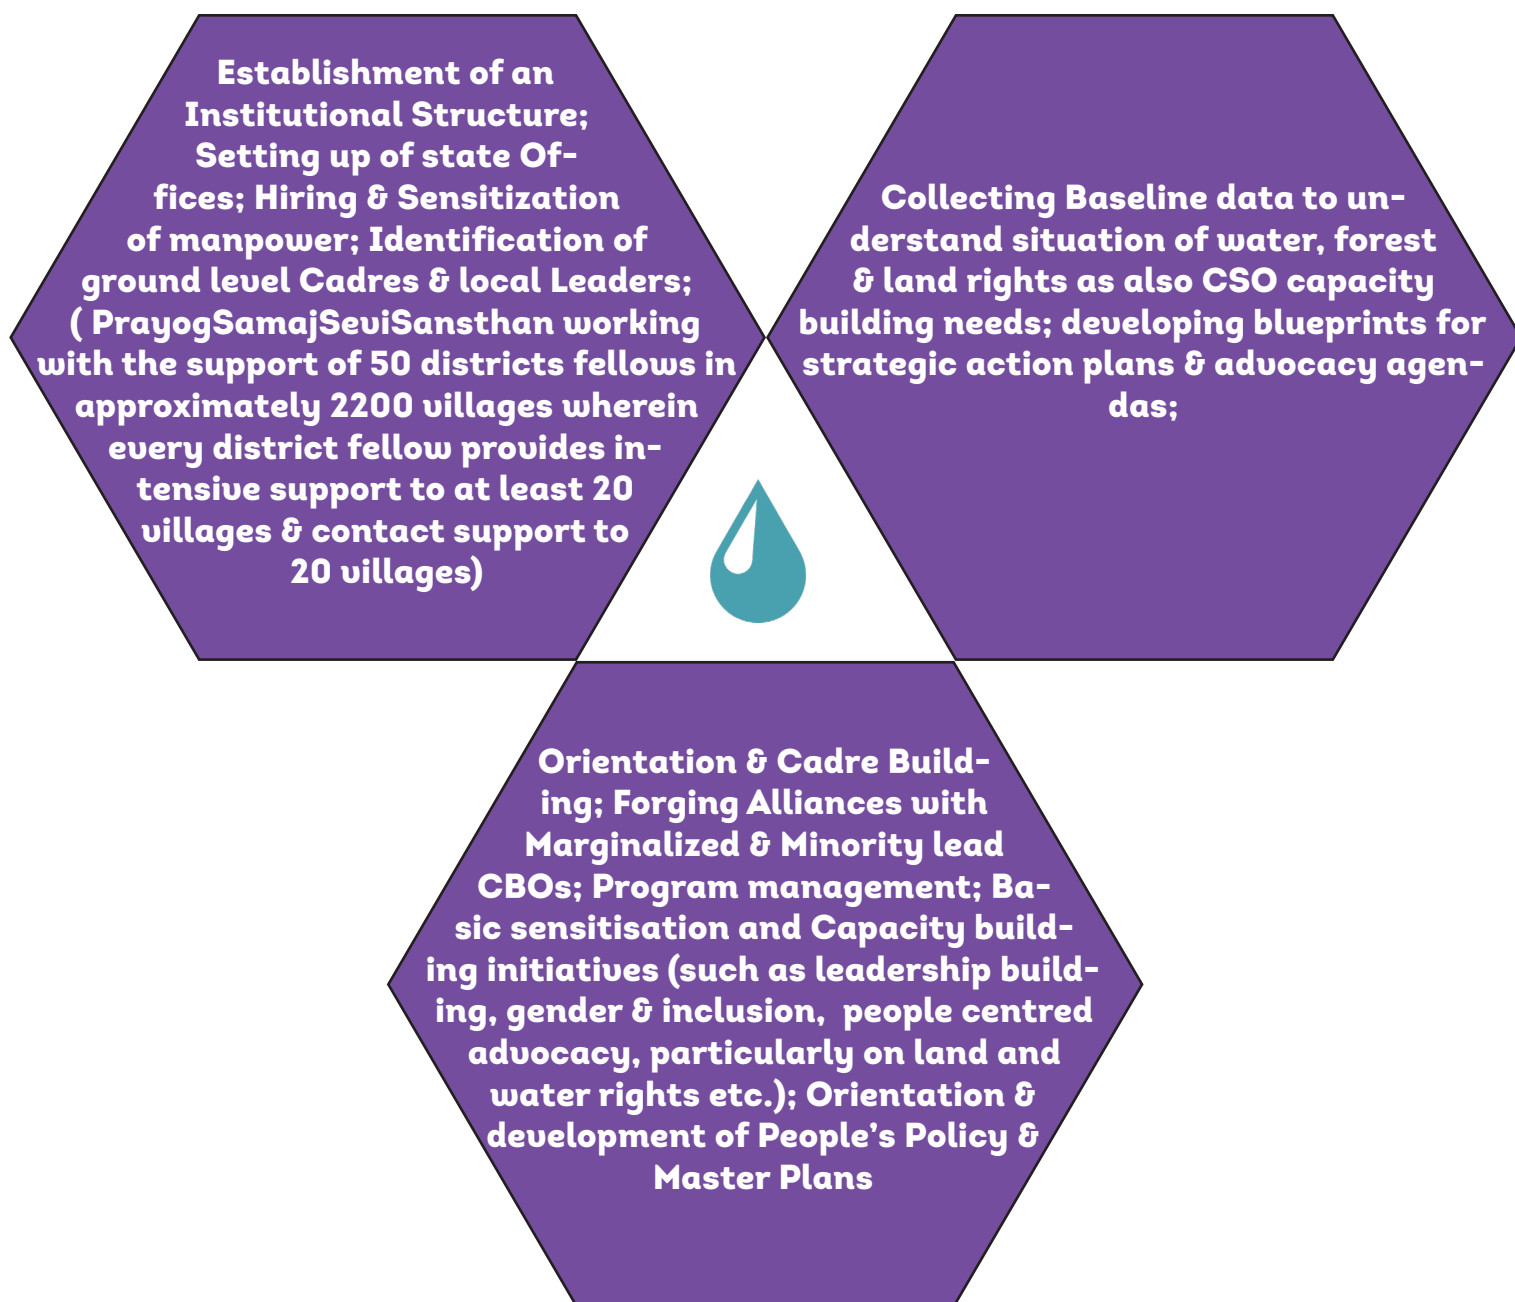 Establishment of an
Institutional Structure;
Setting up of state Of-
fices; Hiring & Sensitization
of manpower; Identification of
ground level Cadres & local Leaders;
( PrayogSamajSeviSansthan working
with the support of 50 districts fellows in
approximately 2200 villages wherein
every district fellow provides in-
tensive support to at least 20
villages & contact support to
20 villages)
Collecting Baseline data to un-
derstand situation of water, forest
& land rights as also CSO capacity
building needs; developing blueprints for
strategic action plans & advocacy agen-
das;
Orientation & Cadre Build-
ing; Forging Alliances with
Marginalized & Minority lead
CBOs; Program management; Ba-
sic sensitisation and Capacity build-
ing initiatives (such as leadership build-
ing, gender & inclusion,  people centred
advocacy, particularly on land and
water rights etc.); Orientation &
development of People’s Policy &
Master Plans